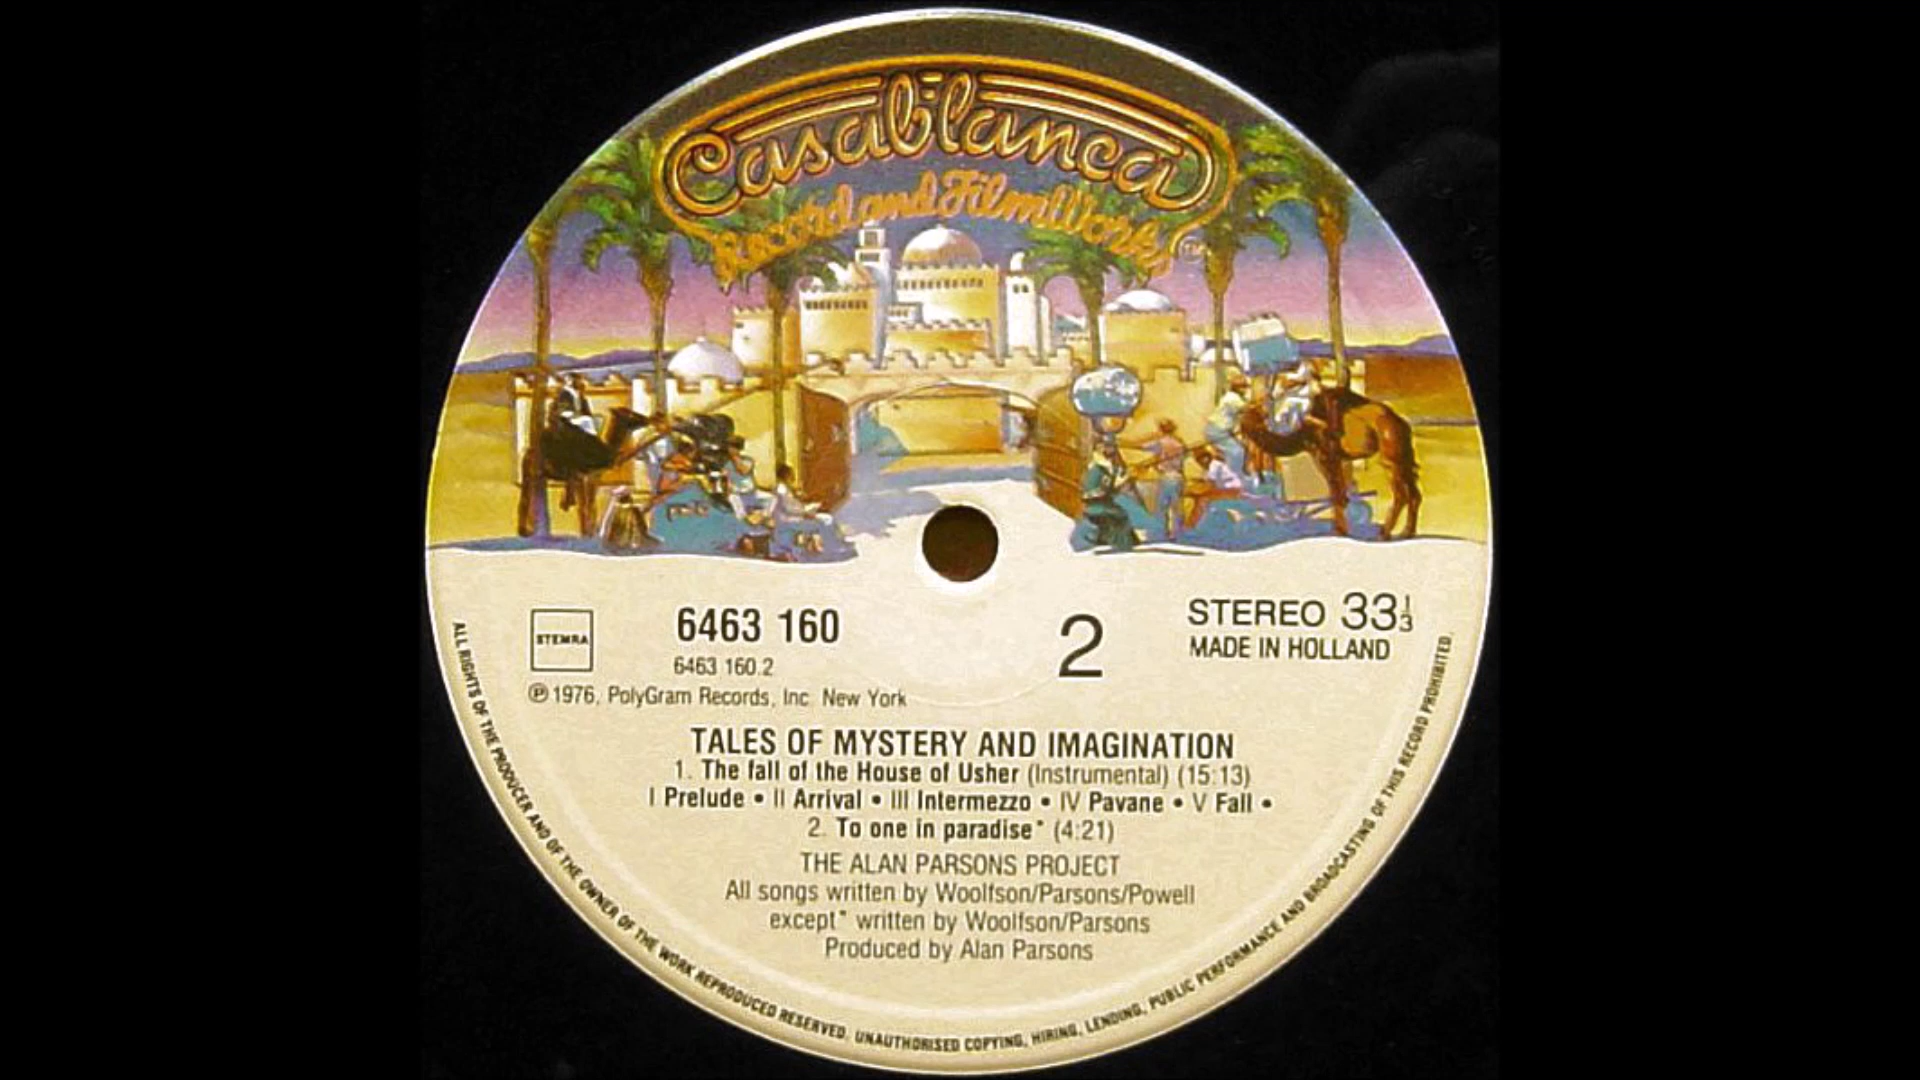 Casablanca
Record and FilmWorks
TM
STEMRA
6463 160
6463 160.2
℗ 1976, PolyGram Records, Inc New York
2
STEREO 33 1/3
MADE IN HOLLAND
TALES OF MYSTERY AND IMAGINATION
1. The fall of the House of Usher (Instrumental) (15:13)
I Prelude • II Arrival • III Intermezzo • IV Pavane • V Fall •
2. To one in paradise* (4:21)
THE ALAN PARSONS PROJECT
All songs written by Woolfson/Parsons/Powell
except* written by Woolfson/Parsons
Produced by Alan Parsons
ALL RIGHTS OF THE PRODUCER AND OF THE OWNER OF THE WORK REPRODUCED RESERVED. UNAUTHORISED COPYING, HIRING, LENDING, PUBLIC PERFORMANCE AND BROADCASTING OF THIS RECORD PROHIBITED.